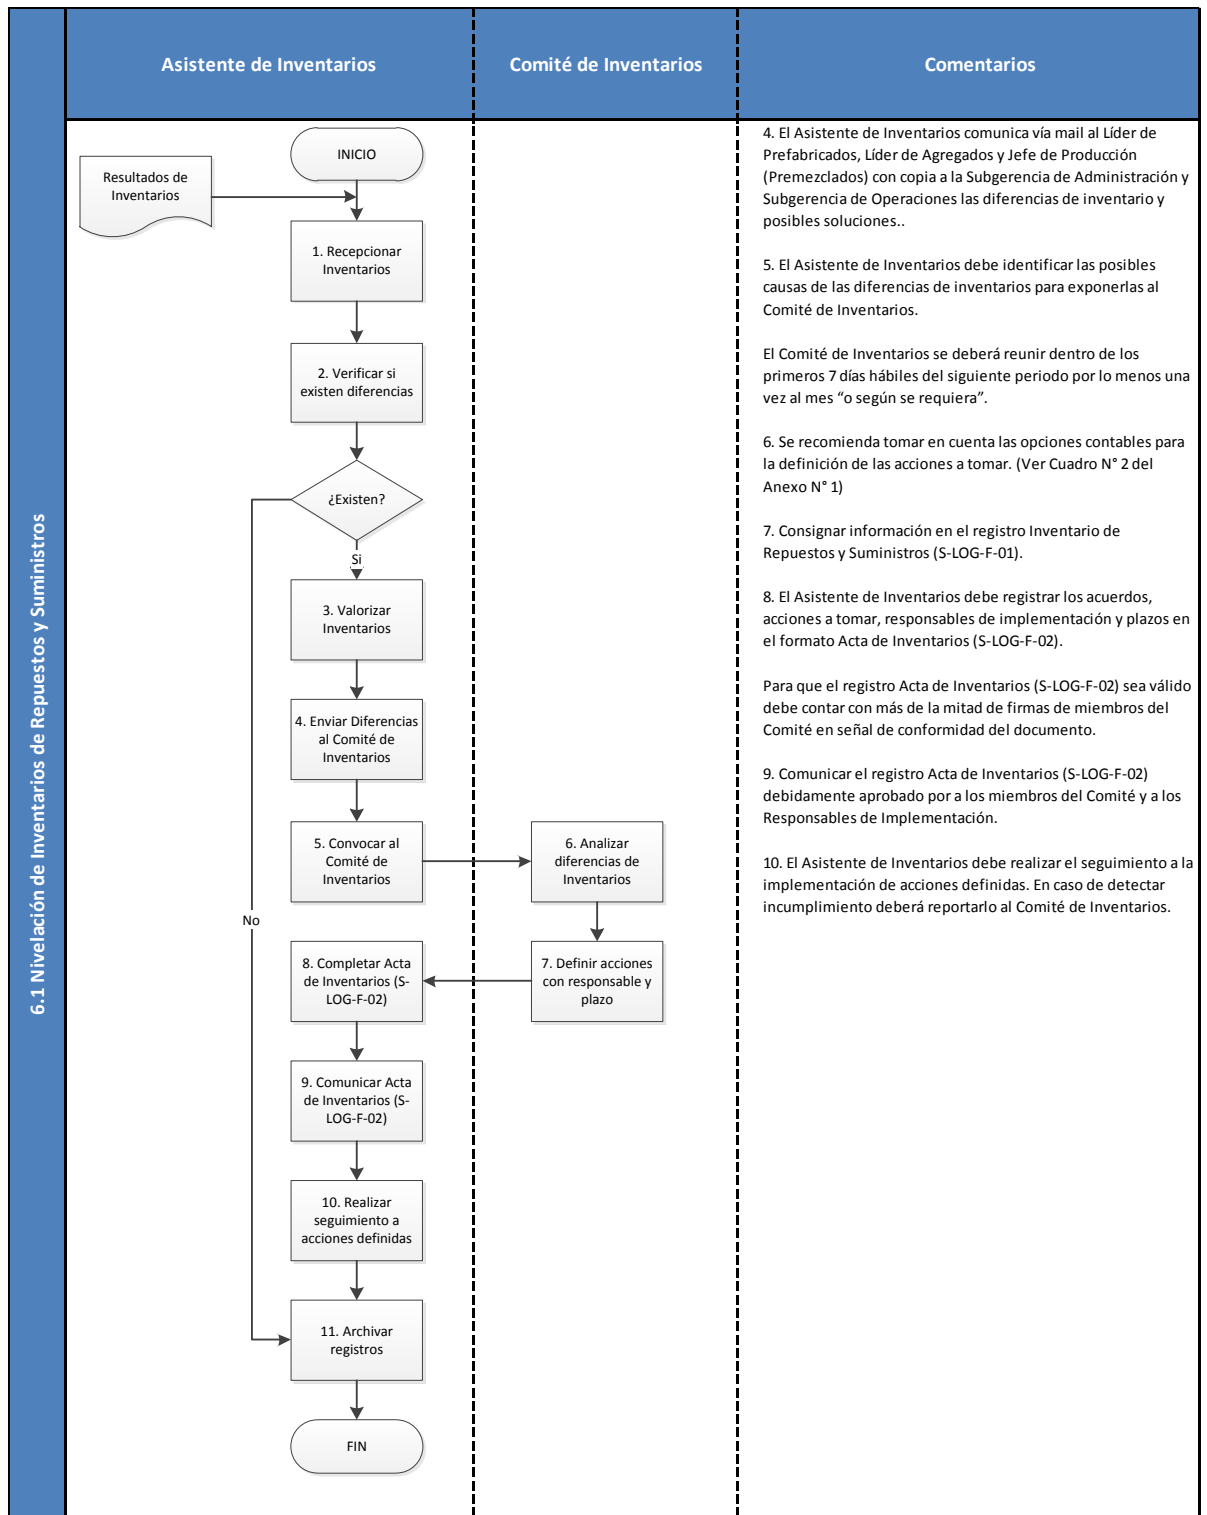 6.1 Nivelación de Inventarios de Repuestos y Suministros
Asistente de Inventarios
Comité de Inventarios
Comentarios
INICIO
Resultados de
Inventarios
1. Recepcionar
Inventarios
2. Verificar si
existen diferencias
¿Existen?
Si
No
3. Valorizar
Inventarios
4. Enviar Diferencias
al Comité de
Inventarios
5. Convocar al
Comité de
Inventarios
6. Analizar
diferencias de
Inventarios
7. Definir acciones
con responsable y
plazo
8. Completar Acta
de Inventarios (S-
LOG-F-02)
9. Comunicar Acta
de Inventarios (S-
LOG-F-02)
10. Realizar
seguimiento a
acciones definidas
11. Archivar
registros
FIN
4. El Asistente de Inventarios comunica vía mail al Líder de
Prefabricados, Líder de Agregados y Jefe de Producción
(Premezclados) con copia a la Subgerencia de Administración y
Subgerencia de Operaciones las diferencias de inventario y
posibles soluciones..
5. El Asistente de Inventarios debe identificar las posibles
causas de las diferencias de inventarios para exponerlas al
Comité de Inventarios.
El Comité de Inventarios se deberá reunir dentro de los
primeros 7 días hábiles del siguiente periodo por lo menos una
vez al mes “o según se requiera”.
6. Se recomienda tomar en cuenta las opciones contables para
la definición de las acciones a tomar. (Ver Cuadro N° 2 del
Anexo N° 1)
7. Consignar información en el registro Inventario de
Repuestos y Suministros (S-LOG-F-01).
8. El Asistente de Inventarios debe registrar los acuerdos,
acciones a tomar, responsables de implementación y plazos en
el formato Acta de Inventarios (S-LOG-F-02).
Para que el registro Acta de Inventarios (S-LOG-F-02) sea válido
debe contar con más de la mitad de firmas de miembros del
Comité en señal de conformidad del documento.
9. Comunicar el registro Acta de Inventarios (S-LOG-F-02)
debidamente aprobado por a los miembros del Comité y a los
Responsables de Implementación.
10. El Asistente de Inventarios debe realizar el seguimiento a la
implementación de acciones definidas. En caso de detectar
incumplimiento deberá reportarlo al Comité de Inventarios.